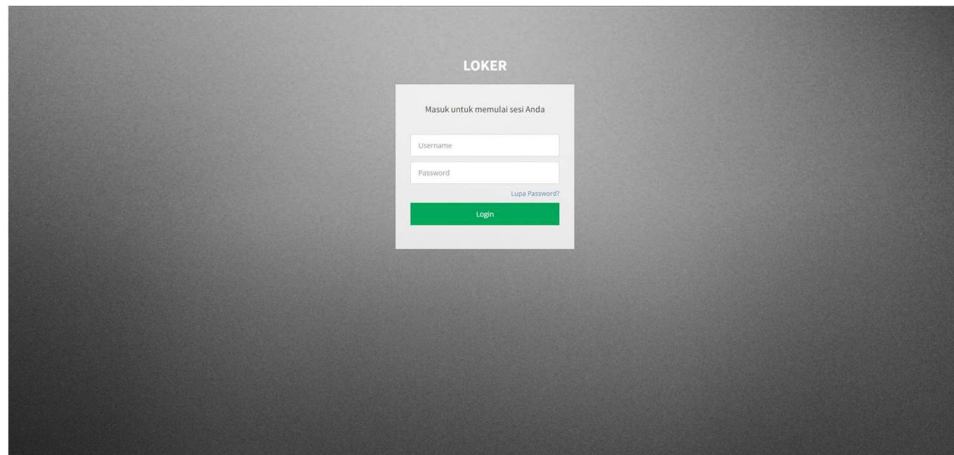 LOKER
Masuk untuk memulai sesi Anda
Username
Password
Lupa Password?
Login